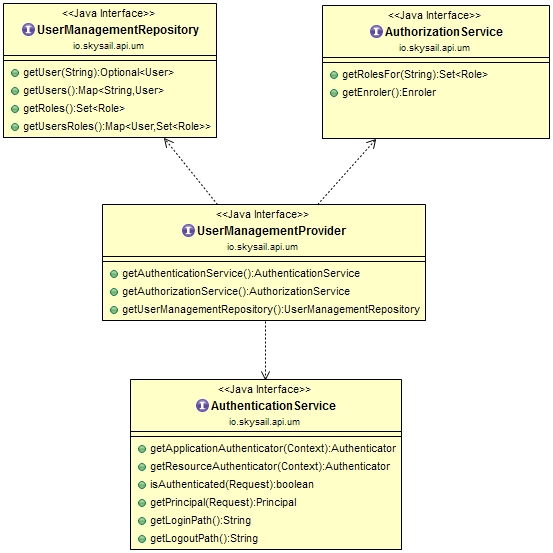 <<Java Interface>>
UserManagementRepository
io.skysail.api.um
getUser(String):Optional<User>
getUsers():Map<String,User>
getRoles():Set<Role>
getUsersRoles():Map<User,Set<Role>>
<<Java Interface>>
AuthorizationService
io.skysail.api.um
getRolesFor(String):Set<Role>
getEnroler():Enroler
<<Java Interface>>
UserManagementProvider
io.skysail.api.um
getAuthenticationService():AuthenticationService
getAuthorizationService():AuthorizationService
getUserManagementRepository():UserManagementRepository
<<Java Interface>>
AuthenticationService
io.skysail.api.um
getApplicationAuthenticator(Context):Authenticator
getResourceAuthenticator(Context):Authenticator
isAuthenticated(Request):boolean
getPrincipal(Request):Principal
getLoginPath():String
getLogoutPath():String